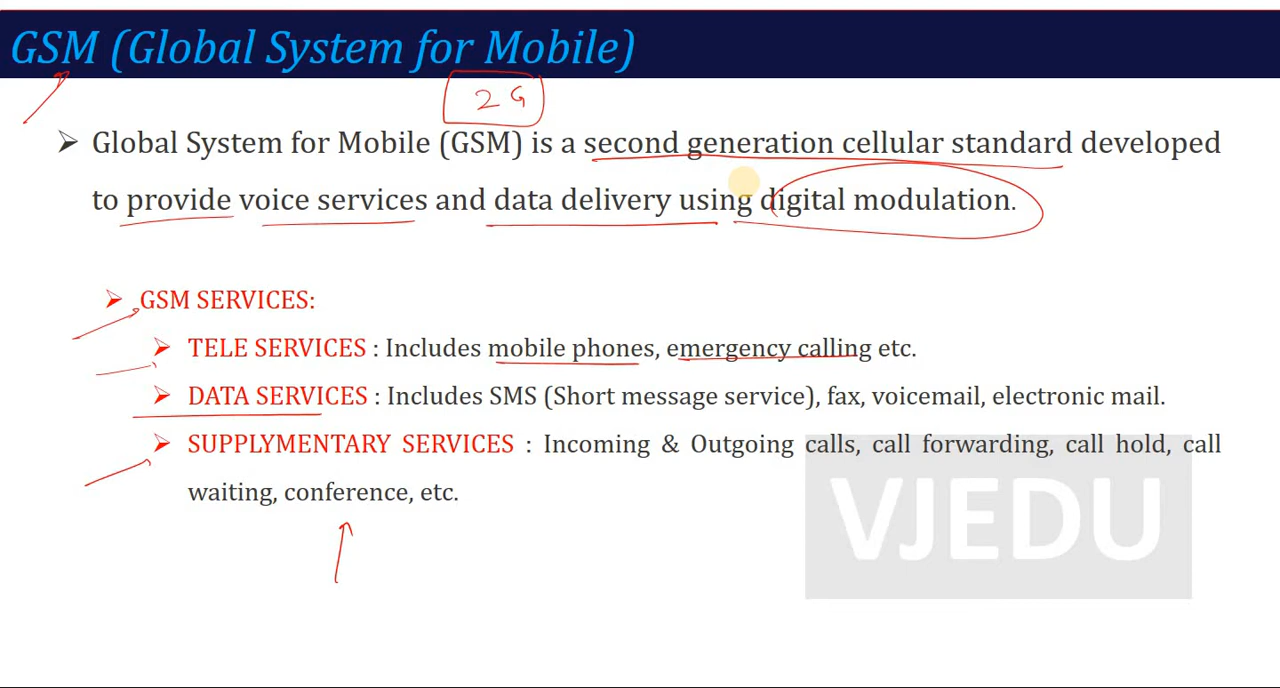 GSM (Global System for Mobile)
2 G
➤ Global System for Mobile (GSM) is a second generation cellular standard developed
to provide voice services and data delivery using digital modulation.
➤ GSM SERVICES:
➤ TELE SERVICES : Includes mobile phones, emergency calling etc.
➤ DATA SERVICES : Includes SMS (Short message service), fax, voicemail, electronic mail.
➤ SUPPLYMENTARY SERVICES : Incoming & Outgoing calls, call forwarding, call hold, call
waiting, conference, etc.
VJEDU